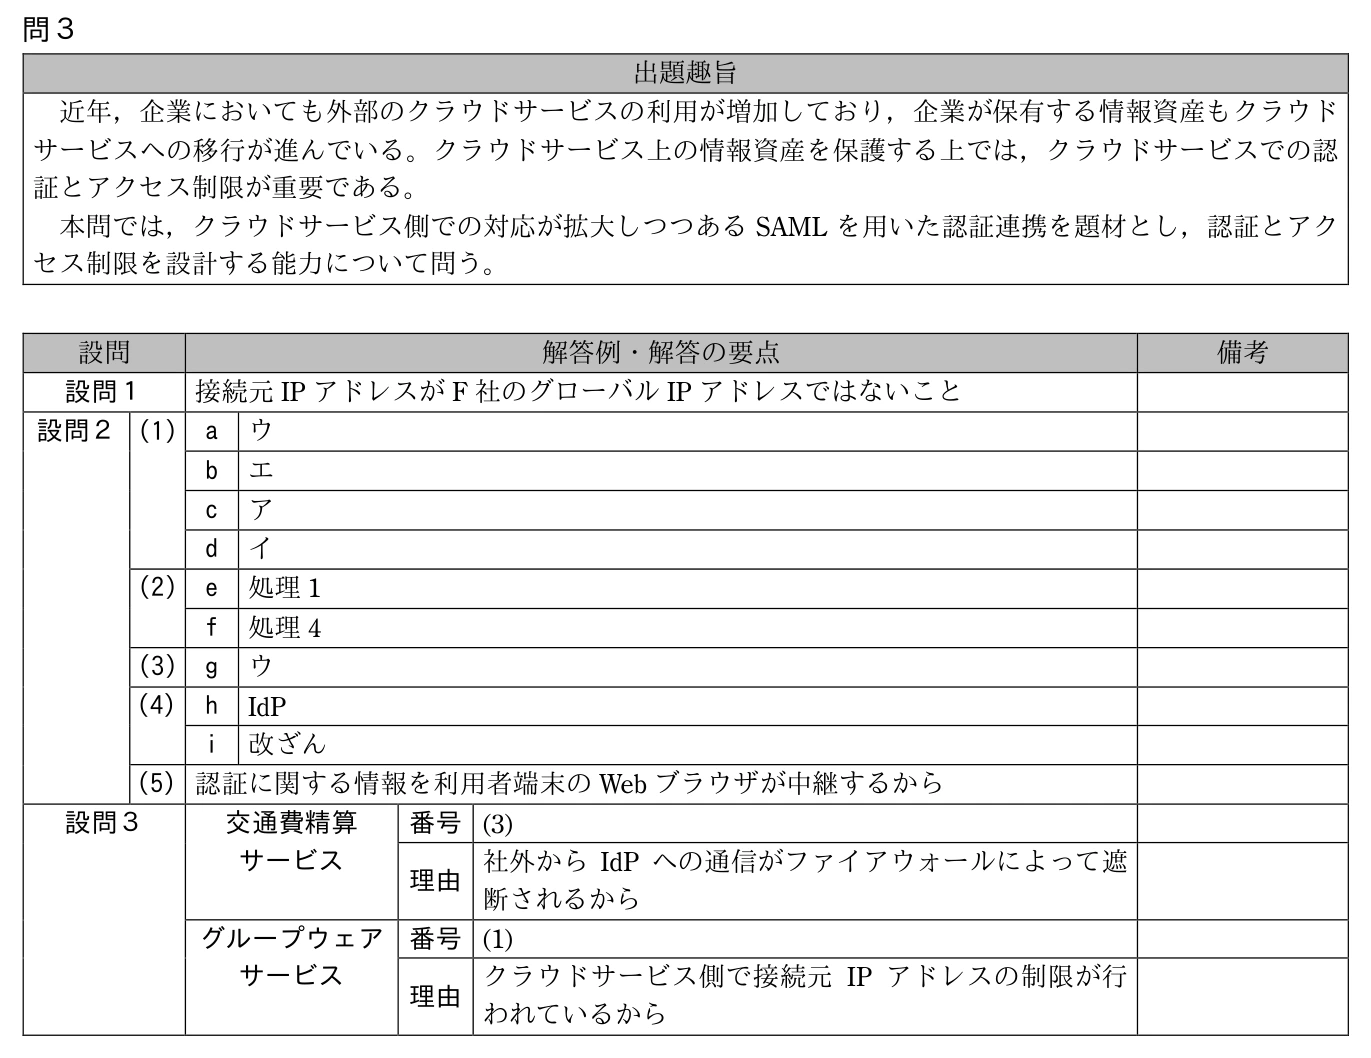 問３
出題趣旨
近年，企業においても外部のクラウドサービスの利用が増加しており，企業が保有する情報資産もクラウド
サービスへの移行が進んでいる。クラウドサービス上の情報資産を保護する上では，クラウドサービスでの認
証とアクセス制限が重要である。
本問では，クラウドサービス側での対応が拡大しつつある SAML を用いた認証連携を題材とし，認証とアク
セス制限を設計する能力について問う。
設問 解答例・解答の要点 備考
設問１ 接続元 IP アドレスが F 社のグローバル IP アドレスではないこと
設問２ (1) a ウ
b エ
c ア
d イ
(2) e 処理 1
f 処理 4
(3) g ウ
(4) h IdP
i 改ざん
(5) 認証に関する情報を利用者端末の Web ブラウザが中継するから
設問３ 交通費精算 番号 (3)
サービス 理由 社外から IdP への通信がファイアウォールによって遮
断されるから
グループウェア 番号 (1)
サービス 理由 クラウドサービス側で接続元 IP アドレスの制限が行
われているから